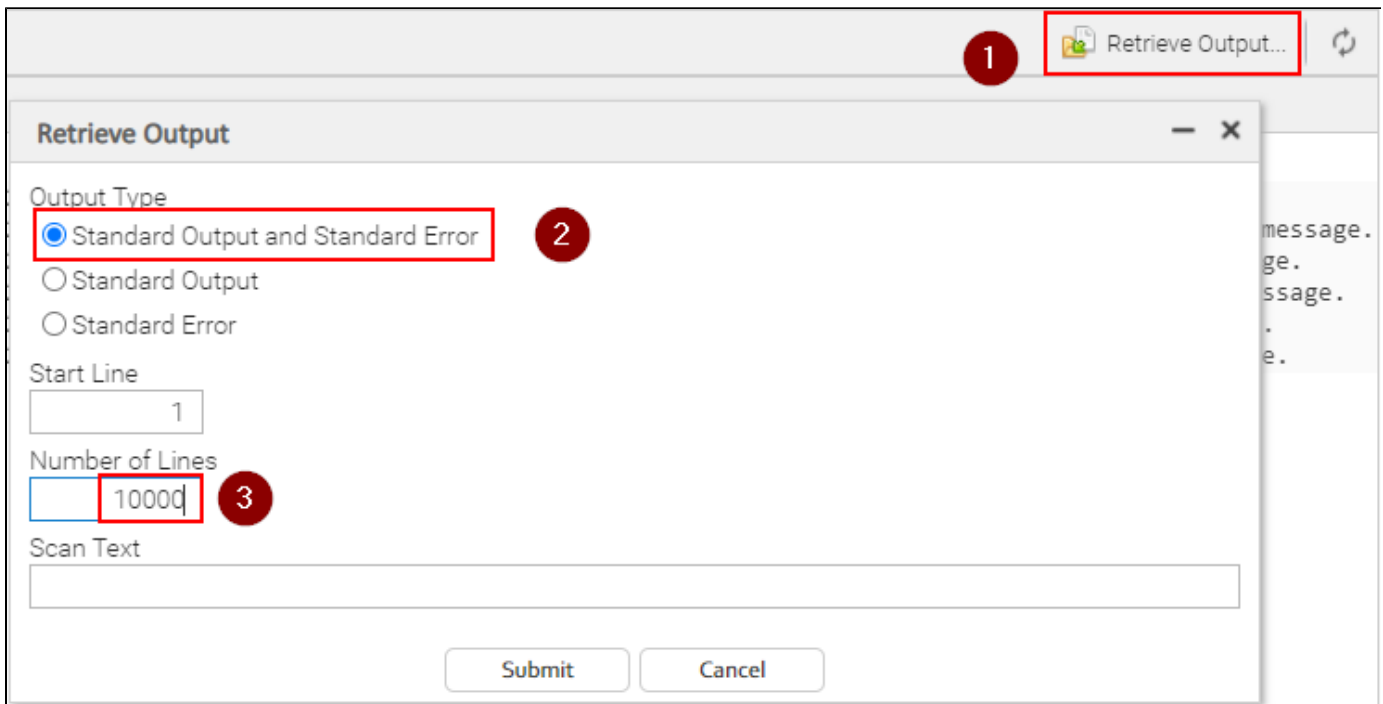 1
Retrieve Output...
Retrieve Output
Output Type
Standard Output and Standard Error
2
message.
Standard Output
ge.
ssage.
Standard Error
.
e.
Start Line
1
Number of Lines
10000
3
Scan Text
Submit
Cancel